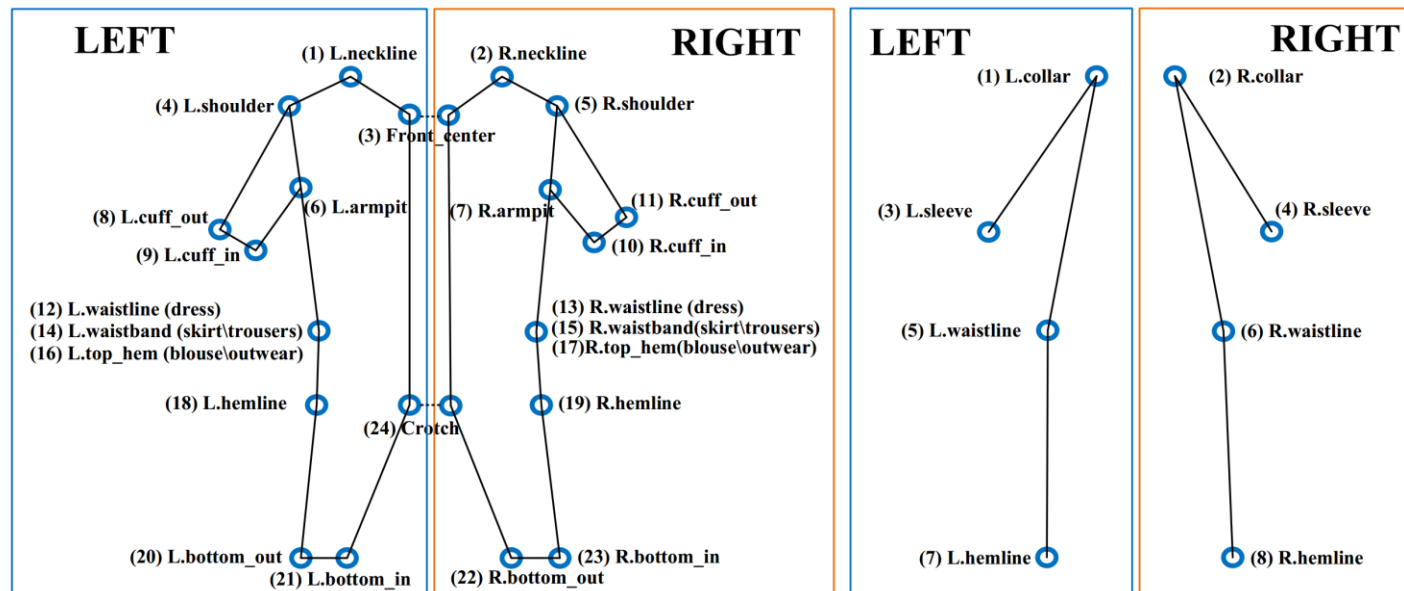 LEFT
RIGHT
(1) L.neckline
(2) R.neckline
(4) L.shoulder
(5) R.shoulder
(3) Front_center
(6) L.armpit
(7) R.armpit
(8) L.cuff_out
(11) R.cuff_out
(9) L.cuff_in
(10) R.cuff_in
(12) L.waistline (dress)
(14) L.waistband (skirt\trousers)
(16) L.top_hem (blouse\outwear)
(13) R.waistline (dress)
(15) R.waistband(skirt\trousers)
(17)R.top_hem(blouse\outwear)
(18) L.hemline
(19) R.hemline
(24) Crotch
(20) L.bottom_out
(21) L.bottom_in
(23) R.bottom_in
(22) R.bottom_out
LEFT
RIGHT
(1) L.collar
(2) R.collar
(3) L.sleeve
(4) R.sleeve
(5) L.waistline
(6) R.waistline
(7) L.hemline
(8) R.hemline